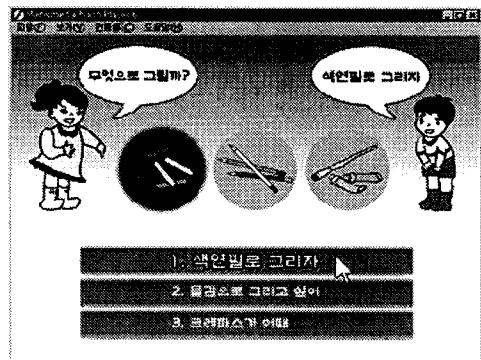 무엇으로 그릴까?
색연필로 그리자
1. 색연필로 그리자
2. 물감으로 그리고 싶어
3. 크레파스가 어때